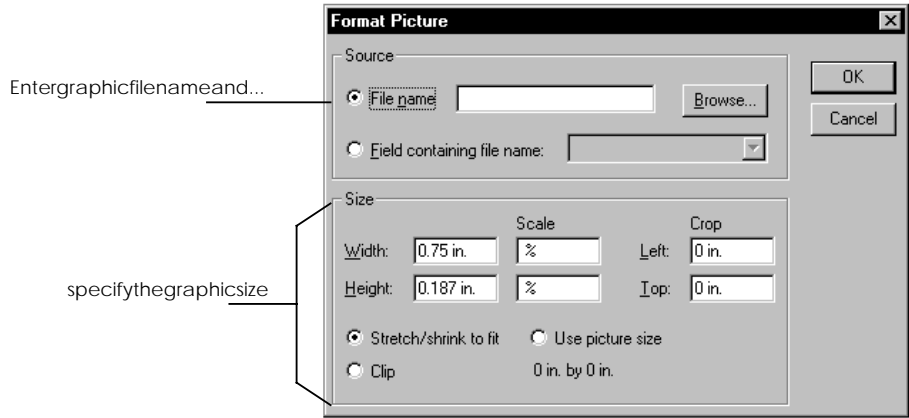 Format Picture
Source
Entergraphicfilenameand...
File name
Browse...
OK
Cancel
Field containing file name:
Size
Scale
Crop
Width:
0.75 in.
%
Left:
0 in.
specifythegraphicsize
Height:
0.187 in.
%
Top:
0 in.
Stretch/shrink to fit
Use picture size
Clip
0 in. by 0 in.